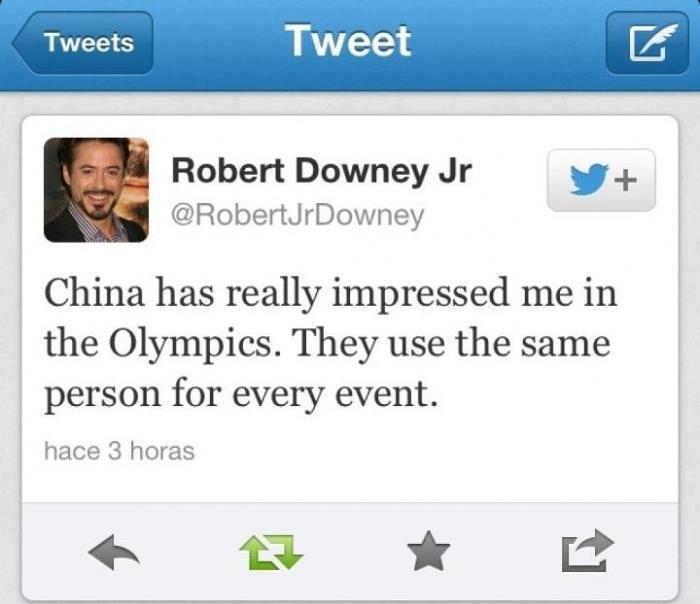 Tweets
Tweet
Robert Downey Jr
@RobertJrDowney
+
China has really impressed me in
the Olympics. They use the same
person for every event.
hace 3 horas